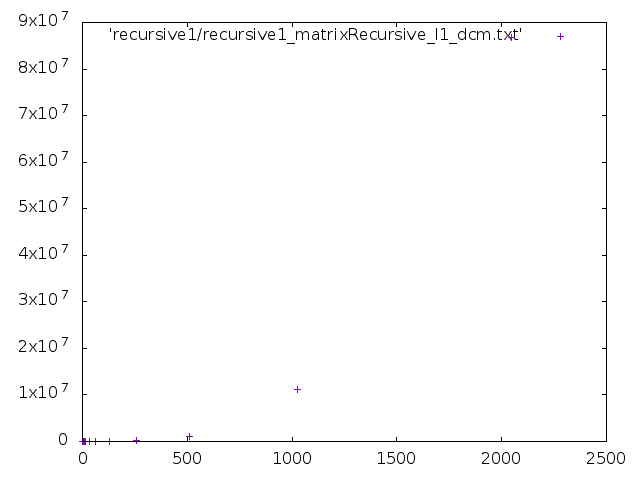 9x10^7
'recursive1/recursive1_matrixRecursive_l1_dcm.txt'
8x10^7
7x10^7
6x10^7
5x10^7
4x10^7
3x10^7
2x10^7
1x10^7
0
0 500 1000 1500 2000 2500